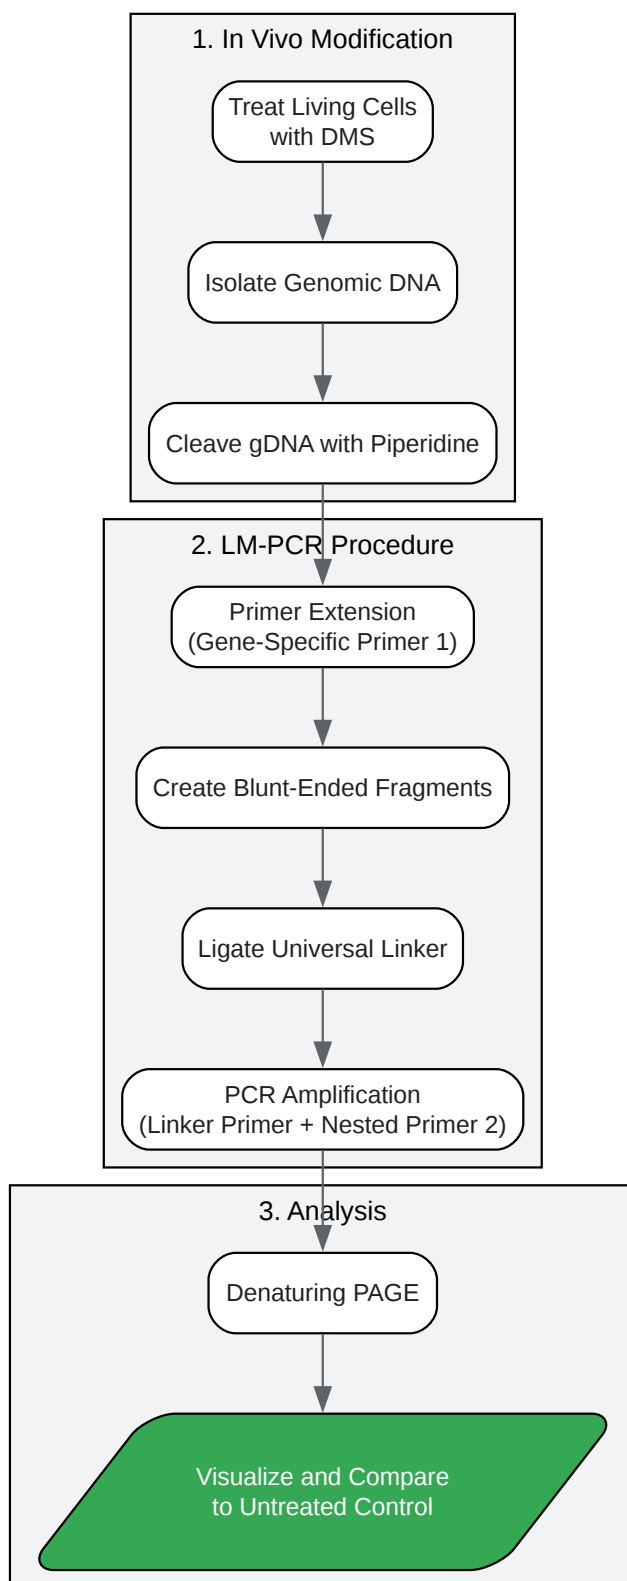 1. In Vivo Modification
Treat Living Cells
with DMS
Isolate Genomic DNA
Cleave gDNA with Piperidine
2. LM-PCR Procedure
Primer Extension
(Gene-Specific Primer 1)
Create Blunt-Ended Fragments
Ligate Universal Linker
PCR Amplification
(Linker Primer + Nested Primer 2)
3. Analysis
Denaturing PAGE
Visualize and Compare
to Untreated Control